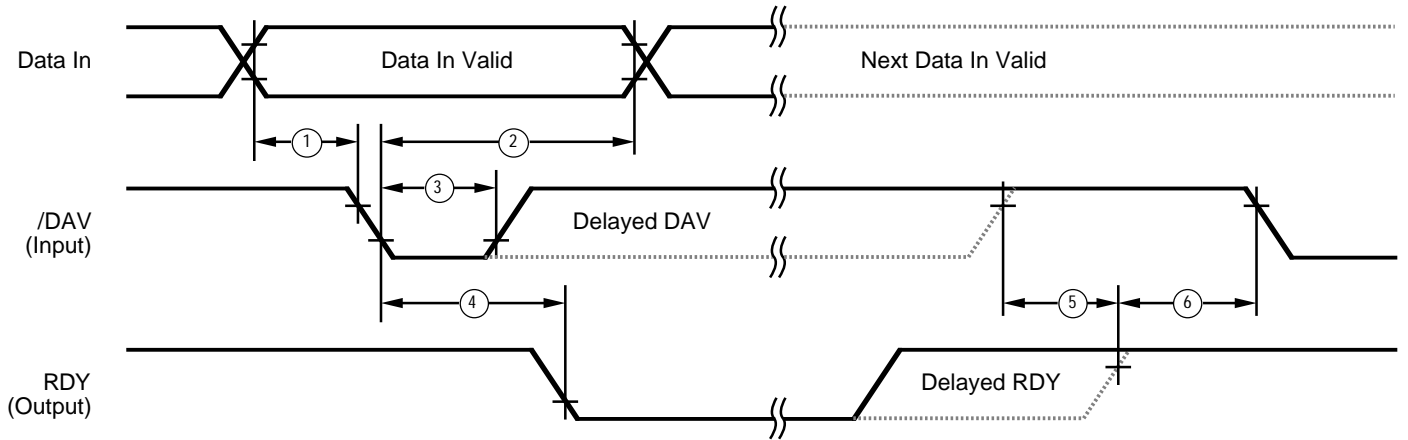 Data In
Data In Valid
Next Data In Valid
1
2
3
/DAV
(Input)
Delayed DAV
4
5
6
RDY
(Output)
Delayed RDY